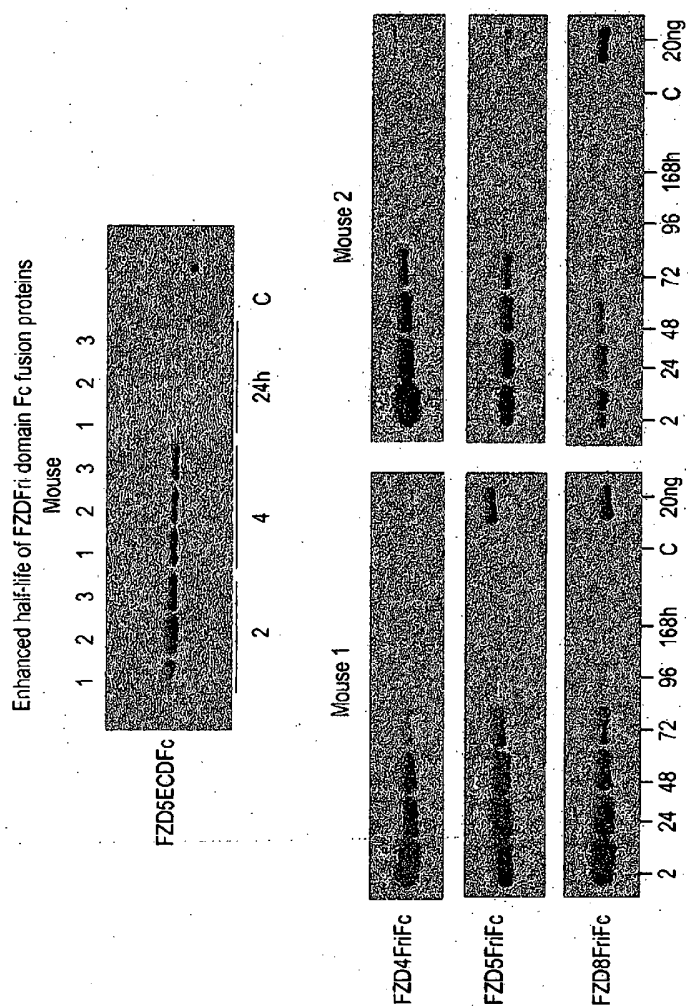 Enhanced half-life of FZDFri domain Fc fusion proteins
Mouse
1 2 3 1 2 3 1 2 3
FZD5ECDFc
2 4 24h C
Mouse 1 Mouse 2
FZD4FriFc
FZD5FriFc
FZD8FriFc
2 24 48 72 96 168h C 20ng 2 24 48 72 96 168h C 20ng